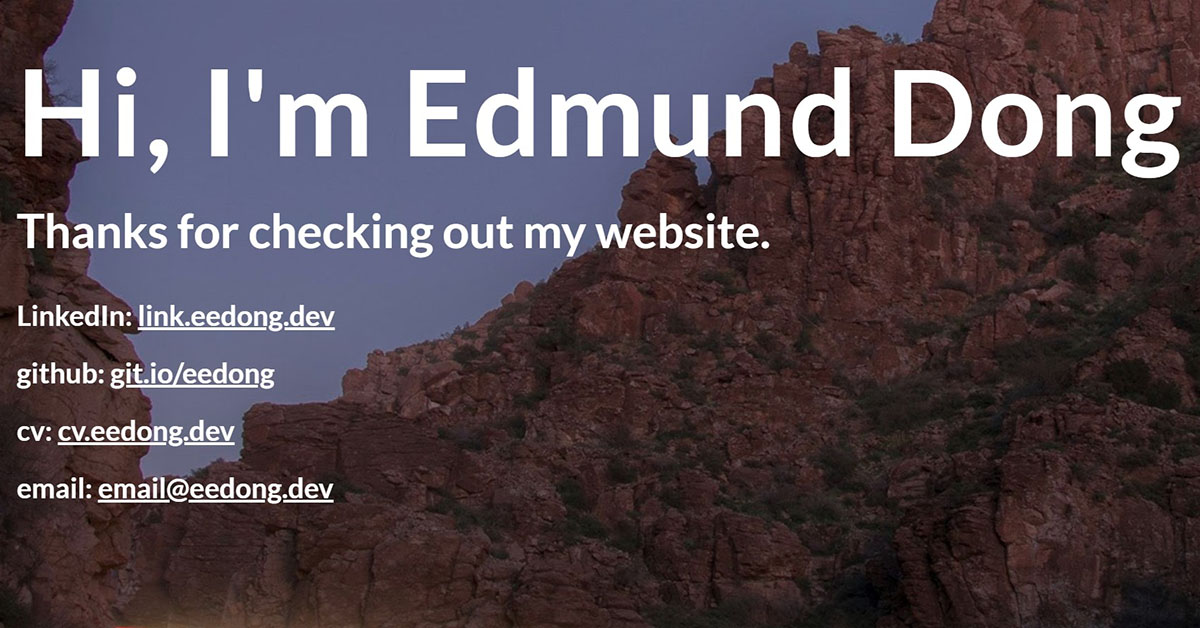 Hi, I'm Edmund Dong
Thanks for checking out my website.
LinkedIn: link.eedong.dev
github: git.io/eedong
cv: cv.eedong.dev
email: email@eedong.dev